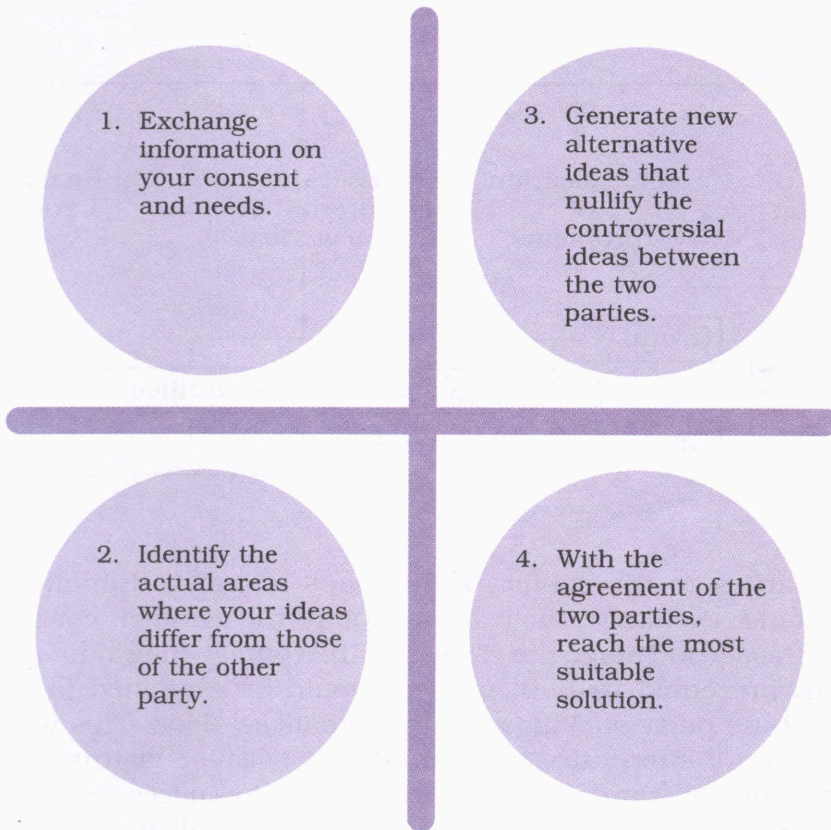 1. Exchange
information on
your consent
and needs.
2. Identify the
actual areas
where your ideas
differ from those
of the other
party.
3. Generate new
alternative
ideas that
nullify the
controversial
ideas between
the two
parties.
4. With the
agreement of the
two parties,
reach the most
suitable
solution.